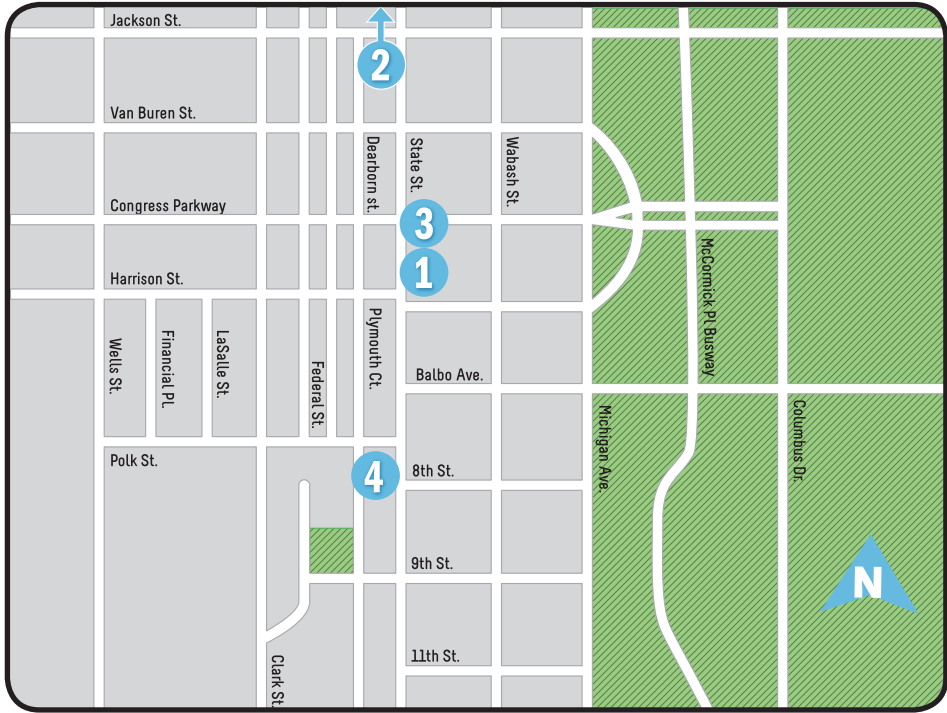 Jackson St.
2
Van Buren St.
Dearborn st.
State St.
Wabash St.
Congress Parkway
3
1
Harrison St.
McCormick Pl Busway
Wells St.
Financial Pl.
LaSalle St.
Federal St.
Plymouth Ct.
Balbo Ave.
Michigan Ave.
Columbus Dr.
Polk St.
4
8th St.
9th St.
N
11th St.
Clark St.